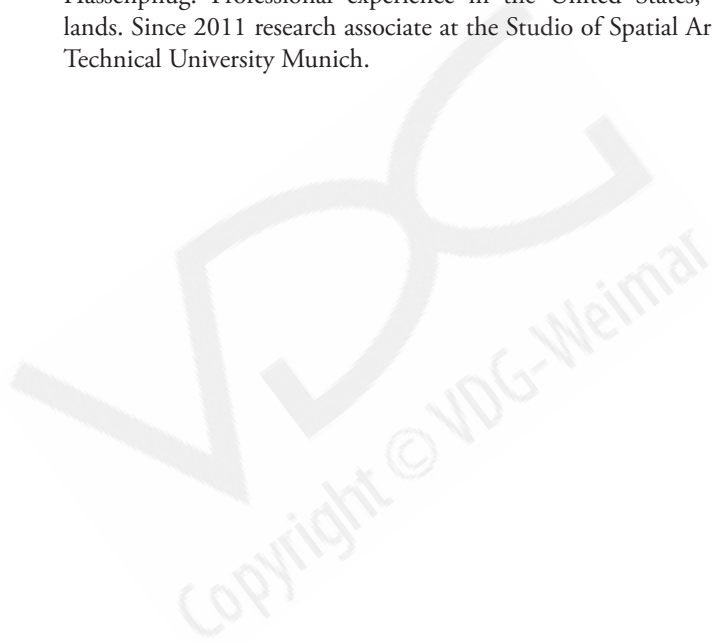 Hassenpflug. Professional experience in the United States,
lands. Since 2011 research associate at the Studio of Spatial Ar
Technical University Munich.
VDG
Copyright © VDG-Weimar